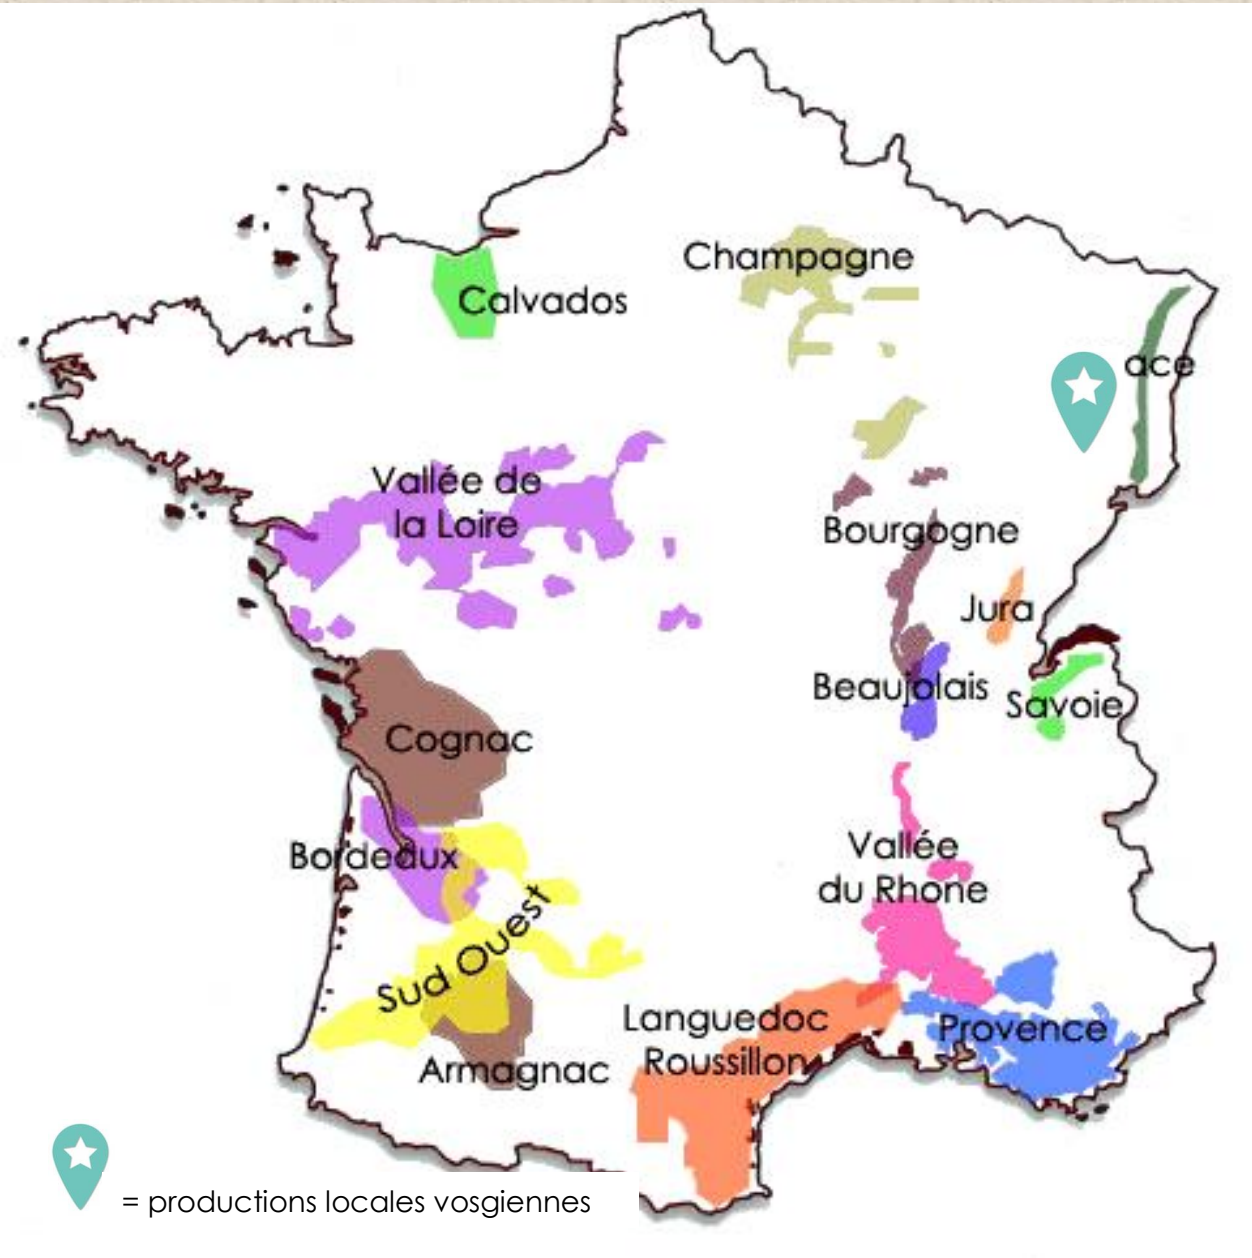 Champagne
Calvados
ace
Vallée de
la Loire
Bourgogne
Jura
Beaujolais
Savoie
Cognac
Vallée
du Rhone
Bordeaux
Sud Ouest
Languedoc
Roussillon
Provence
Armagnac
= productions locales vosgiennes